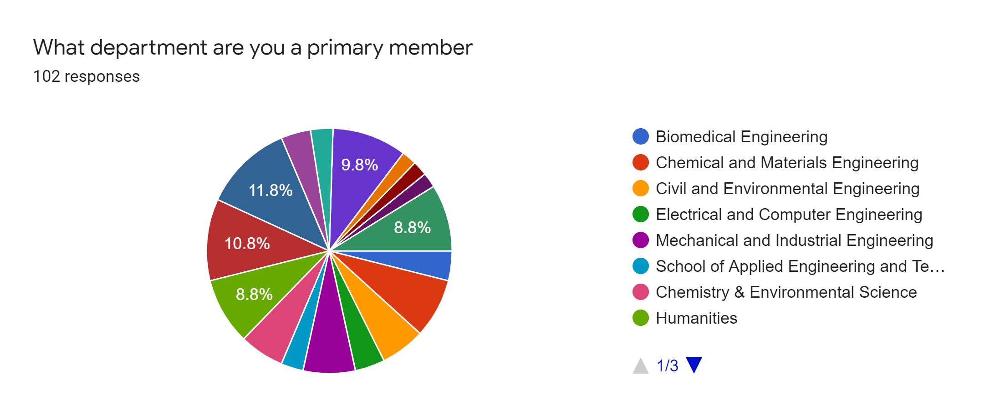 What department are you a primary member
102 responses
9.8%
11.8%
8.8%
10.8%
8.8%
Biomedical Engineering
Chemical and Materials Engineering
Civil and Environmental Engineering
Electrical and Computer Engineering
Mechanical and Industrial Engineering
School of Applied Engineering and Te…
Chemistry & Environmental Science
Humanities
1/3